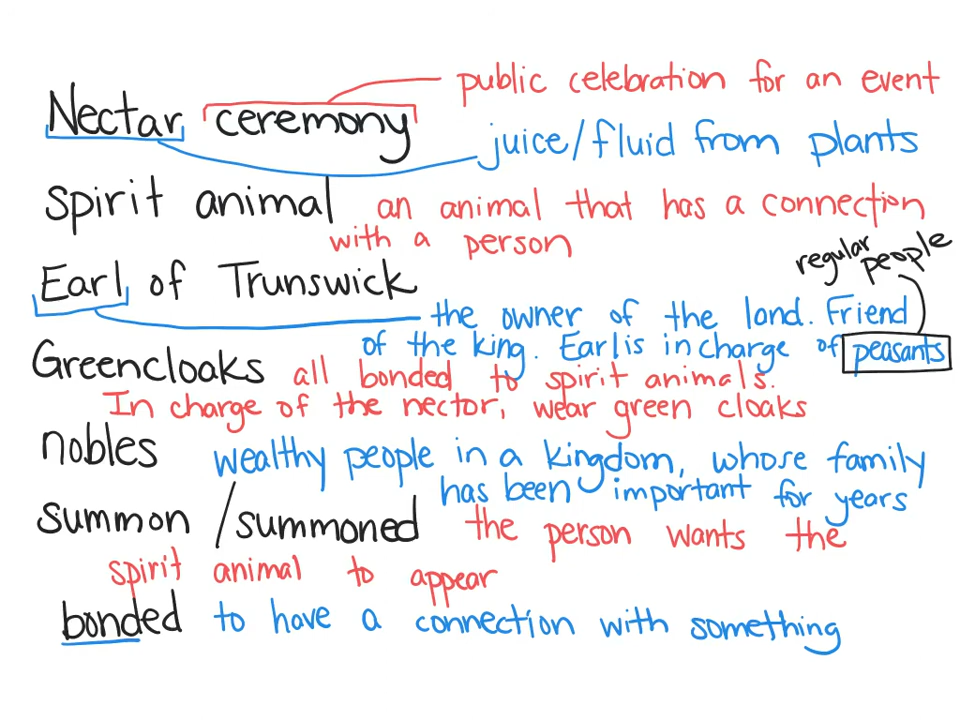 public celebration for an event
Nectar ceremony
juice/fluid from plants
spirit animal an animal that has a connection
with a person
regular people
Earl of Trunswick
the owner of the land. Friend
of the king. Earl is in charge of peasants
Greencloaks all bonded to spirit animals.
In charge of the nector, wear green cloaks
nobles wealthy people in a kingdom, whose family
has been important for years
summon / summoned the person wants the
spirit animal to appear
bonded to have a connection with something